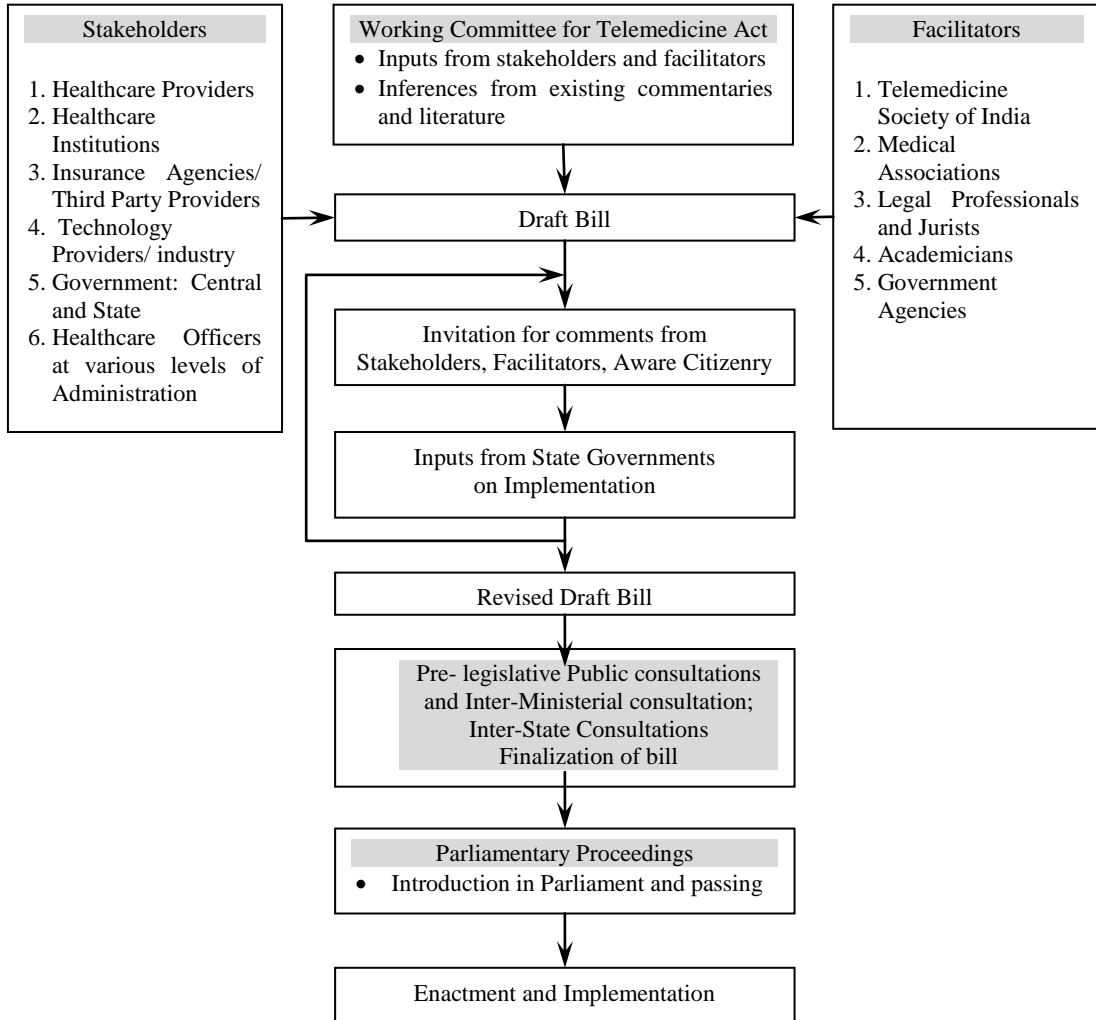 Stakeholders
1. Healthcare Providers
2. Healthcare
Institutions
3. Insurance Agencies/
Third Party Providers
4. Technology
Providers/ industry
5. Government: Central
and State
6. Healthcare Officers
at various levels of
Administration
Working Committee for Telemedicine Act
• Inputs from stakeholders and facilitators
• Inferences from existing commentaries
and literature
Facilitators
1. Telemedicine
Society of India
2. Medical
Associations
3. Legal Professionals
and Jurists
4. Academicians
5. Government
Agencies
Draft Bill
Invitation for comments from
Stakeholders, Facilitators, Aware Citizenry
Inputs from State Governments
on Implementation
Revised Draft Bill
Pre- legislative Public consultations
and Inter-Ministerial consultation;
Inter-State Consultations
Finalization of bill
Parliamentary Proceedings
• Introduction in Parliament and passing
Enactment and Implementation